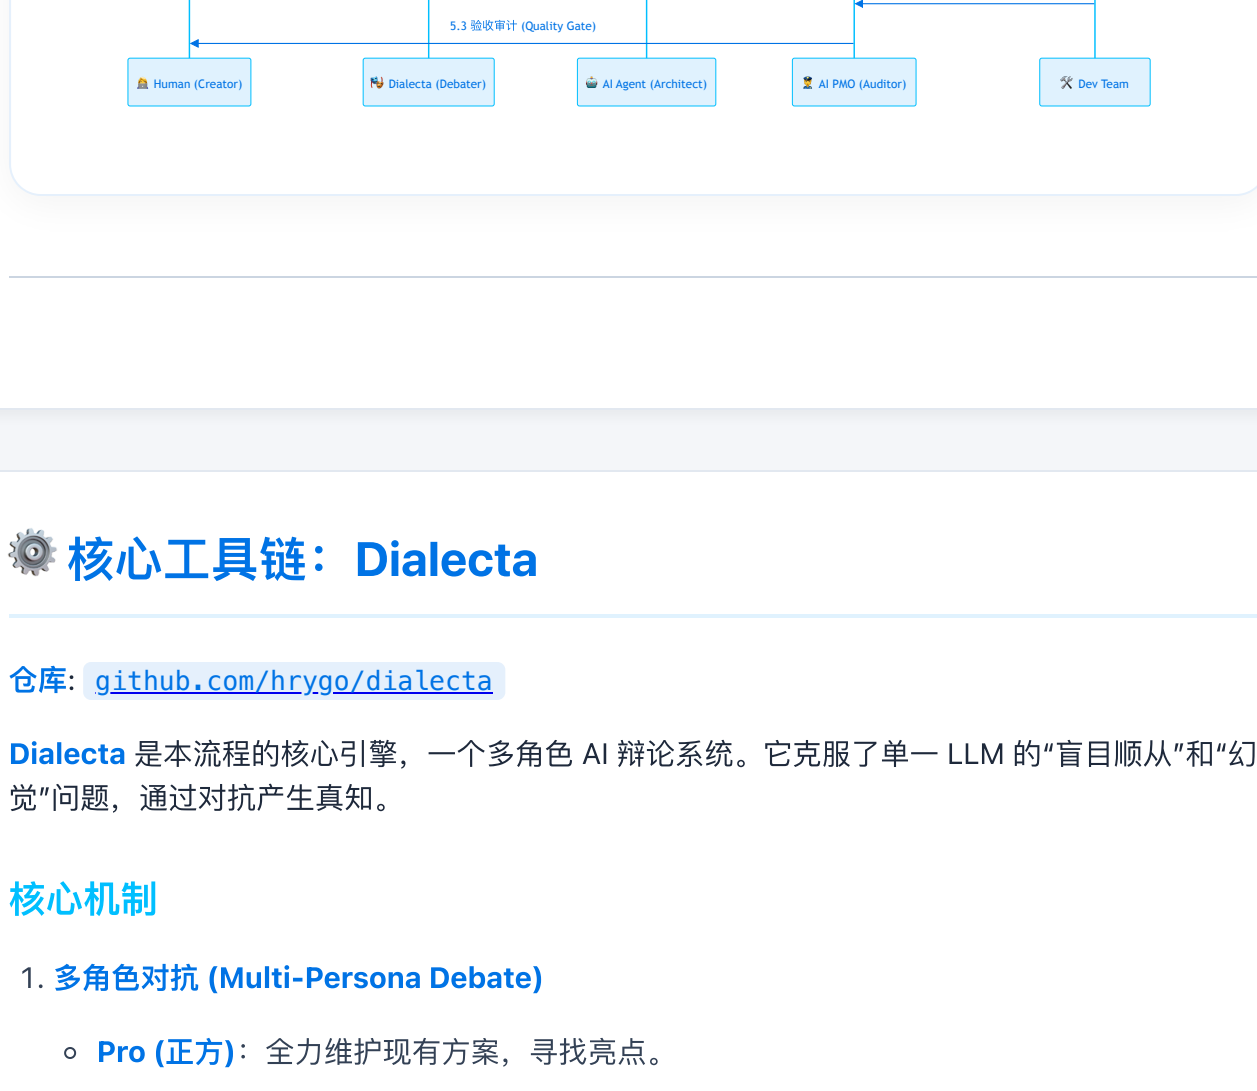 5.3 验收审计 (Quality Gate)
Human (Creator)
Dialecta (Debater)
AI Agent (Architect)
AI PMO (Auditor)
Dev Team
核心工具链：Dialecta
仓库: github.com/hrygo/dialecta
Dialecta 是本流程的核心引擎，一个多角色 AI 辩论系统。它克服了单一 LLM 的“盲目顺从”和“幻
觉”问题，通过对抗产生真知。
核心机制
1. 多角色对抗 (Multi-Persona Debate)
Pro (正方)：全力维护现有方案，寻找亮点。